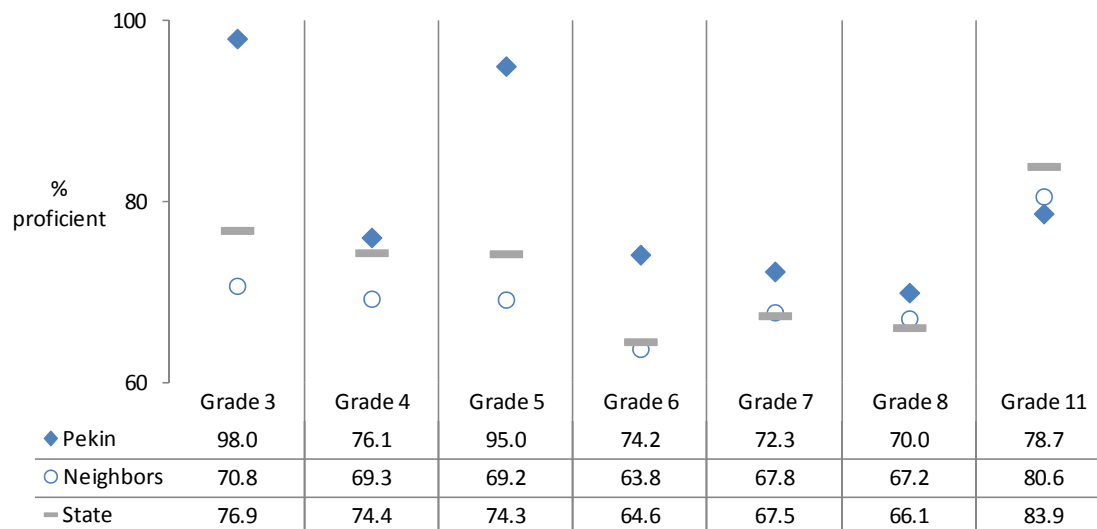 100
80
60
%
proficient
Grade 3 Grade 4 Grade 5 Grade 6 Grade 7 Grade 8 Grade 11
Pekin 98.0 76.1 95.0 74.2 72.3 70.0 78.7
Neighbors 70.8 69.3 69.2 63.8 67.8 67.2 80.6
State 76.9 74.4 74.3 64.6 67.5 66.1 83.9